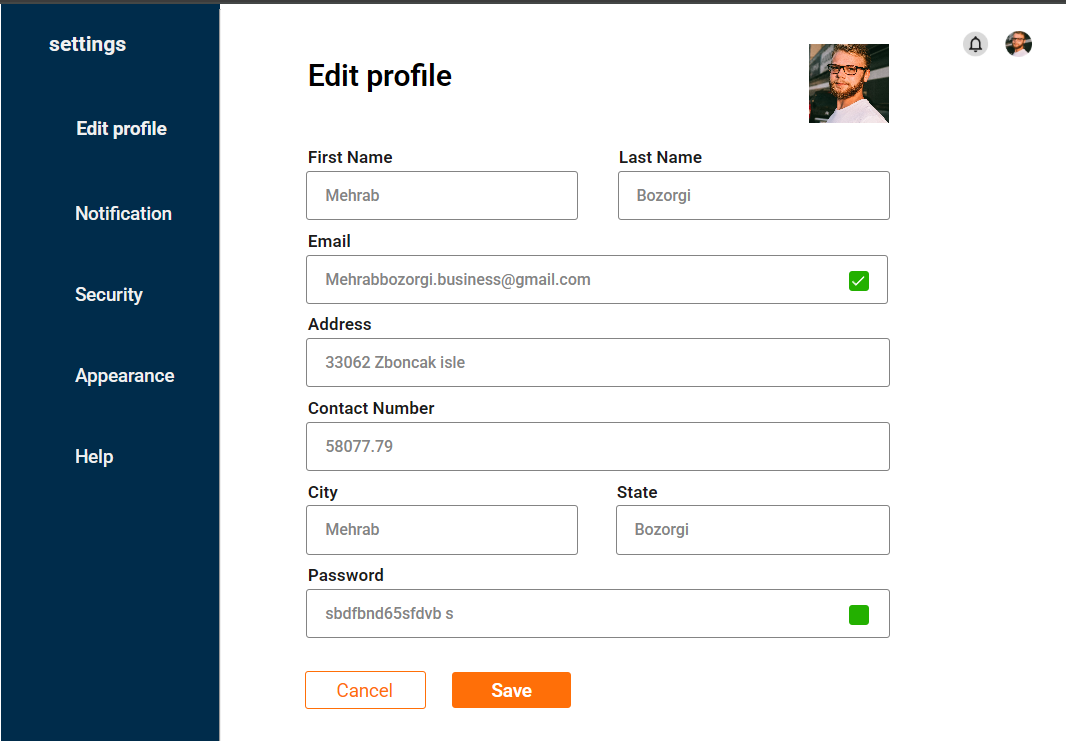 settings
Edit profile
Notification
Security
Appearance
Help
Edit profile
First Name
Last Name
Mehrab
Bozorgi
Email
Mehrabbozorgi.business@gmail.com
Address
33062 Zboncak isle
Contact Number
58077.79
City
State
Mehrab
Bozorgi
Password
sbdfbnd65sfdvb s
Cancel
Save